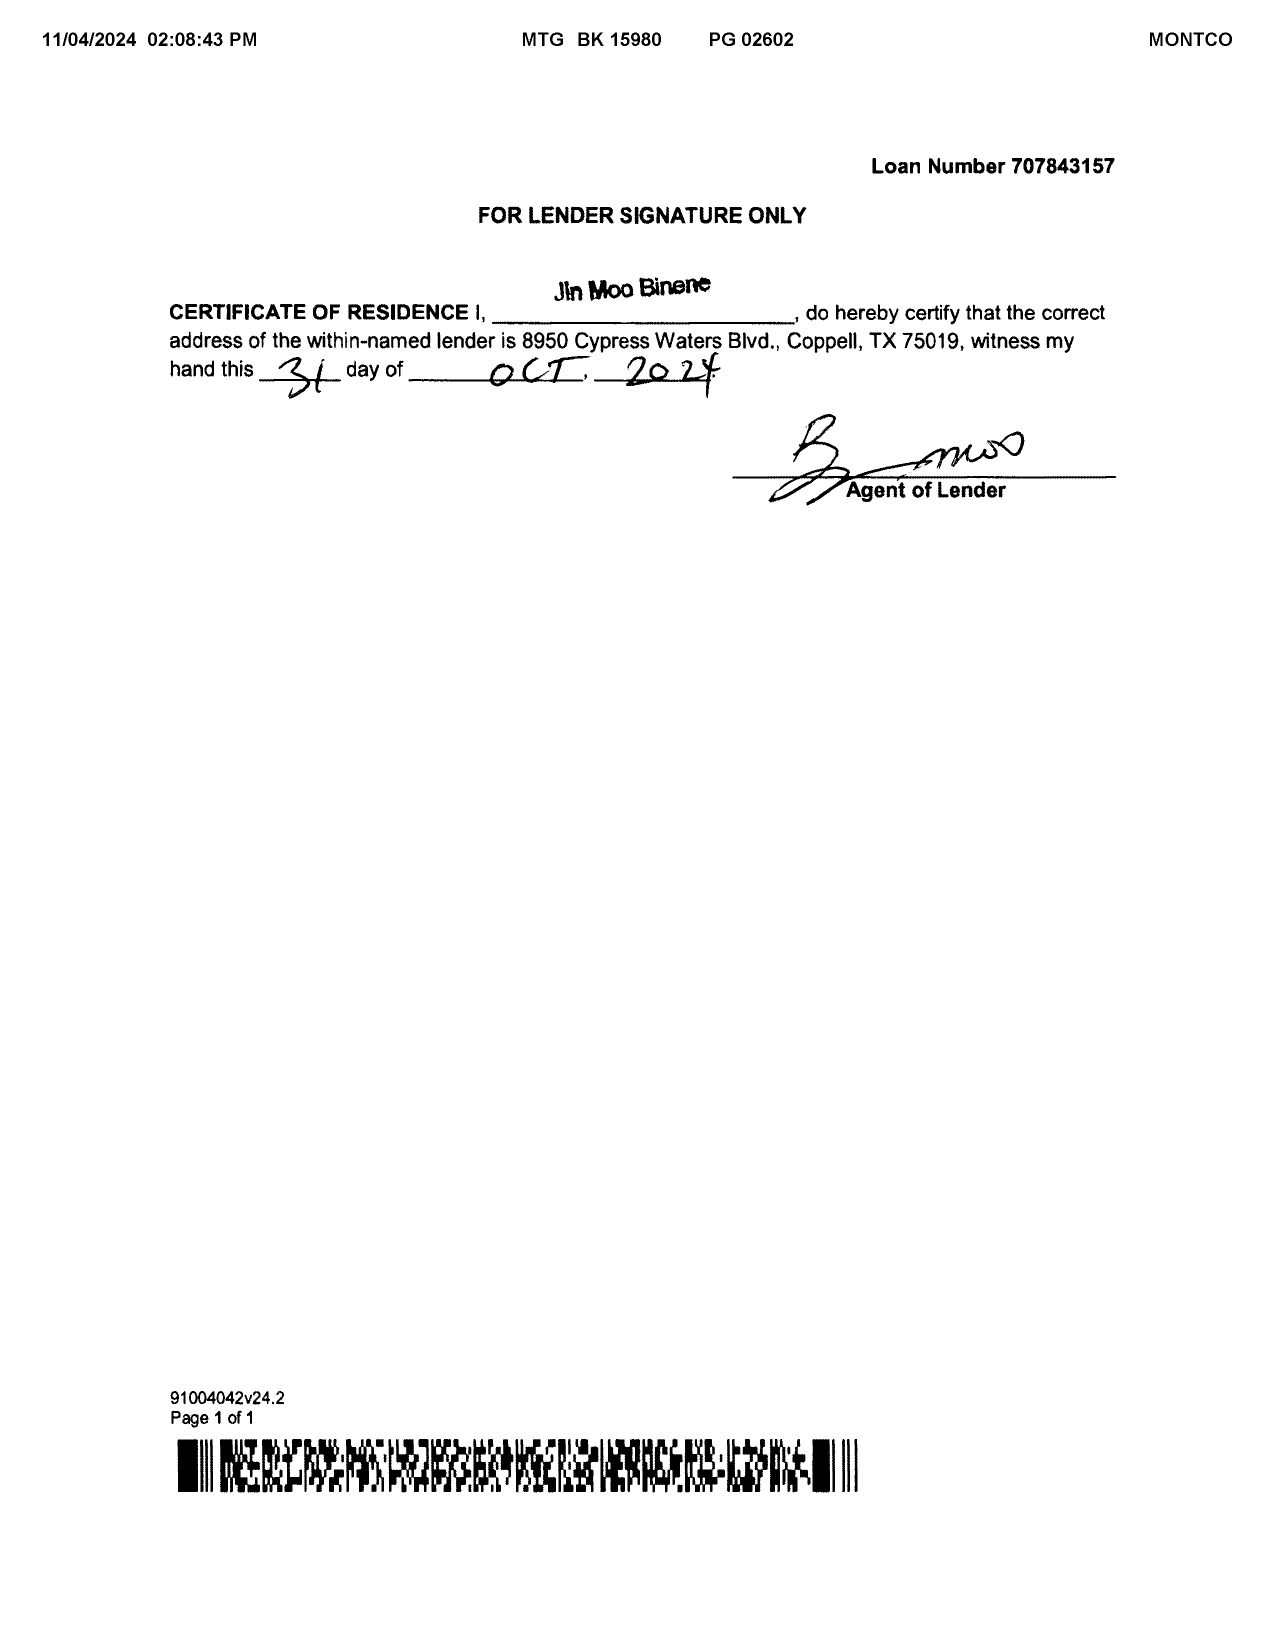 11/04/2024 02:08:43 PM MTG BK 15980 PG 02602 MONTCO
Loan Number 707843157
FOR LENDER SIGNATURE ONLY
Jin Moo Binene
CERTIFICATE OF RESIDENCE I, ____________________________, do hereby certify that the correct
address of the within-named lender is 8950 Cypress Waters Blvd., Coppell, TX 75019, witness my
hand this 31 day of OCT, 2024
Agent of Lender
91004042v24.2
Page 1 of 1